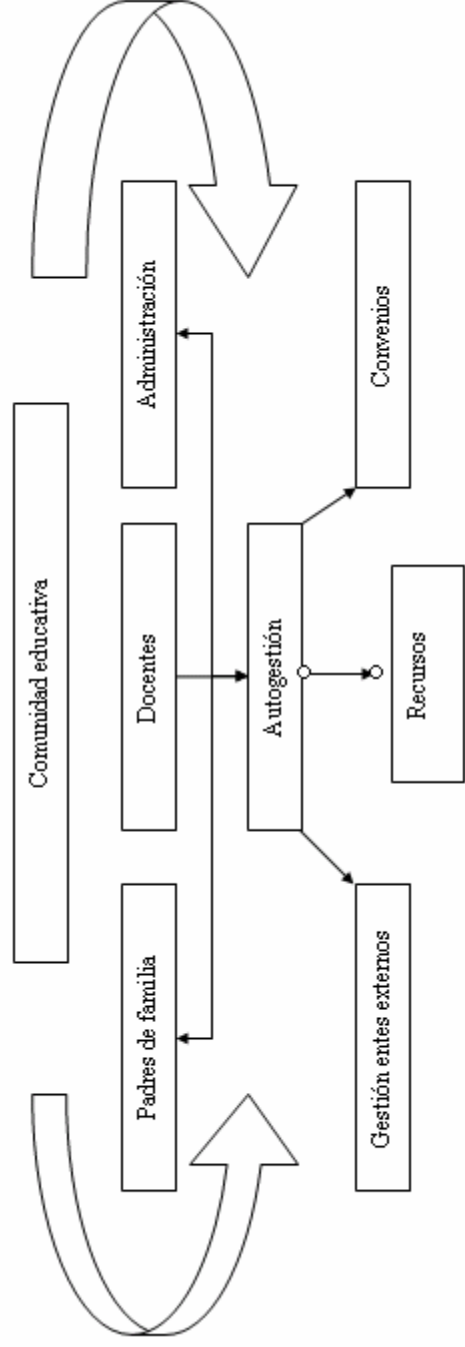 Comunidad educativa
Padres de familia
Docentes
Administración
Autogestión
Gestión entes externos
Recursos
Convenios